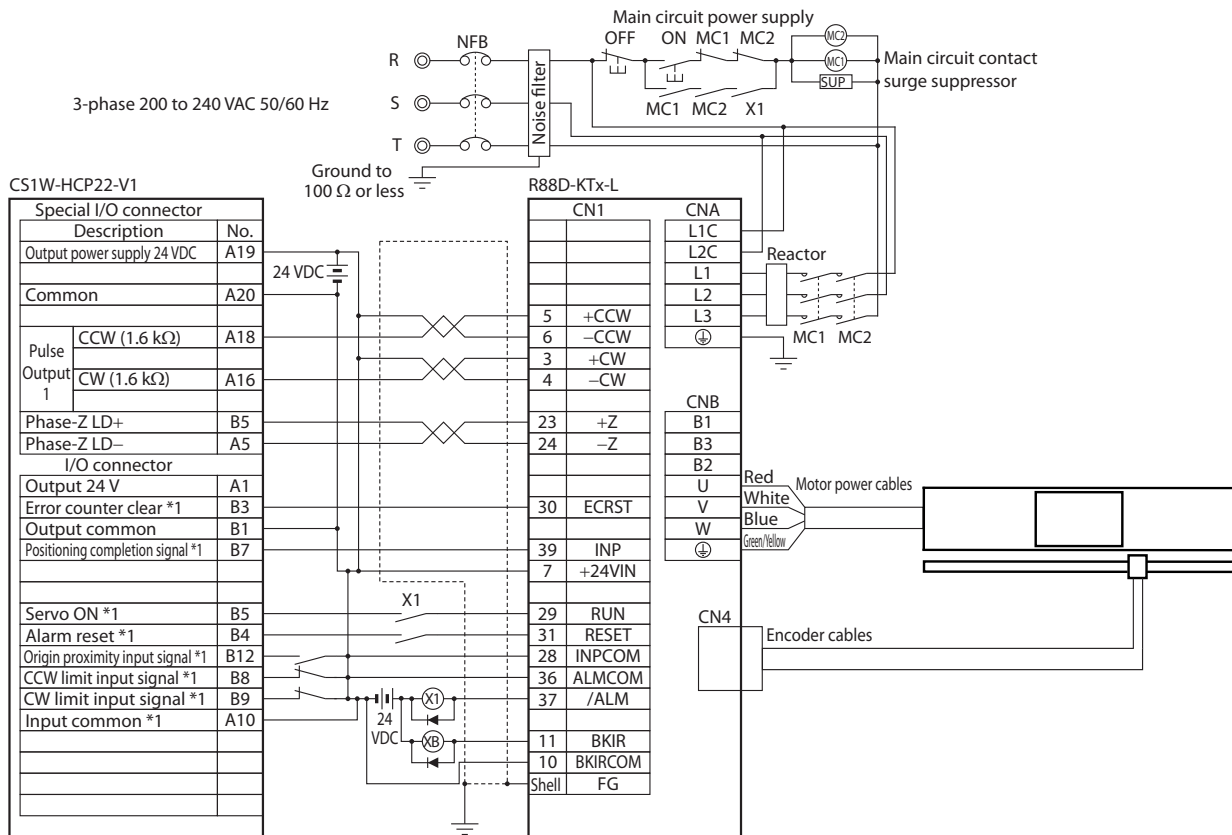 Main circuit power supply
OFF ON MC1 MC2
MC2
MC1
SUP
Main circuit contact
surge suppressor
MC1 MC2 X1
NFB
R
S
T
Noise filter
3-phase 200 to 240 VAC 50/60 Hz
Ground to
100 Ω or less
CS1W-HCP22-V1
Special I/O connector
Description No.
Output power supply 24 VDC A19
Common A20
Pulse
Output
1
CCW (1.6 kΩ) A18
CW (1.6 kΩ) A16
Phase-Z LD+ B5
Phase-Z LD− A5
I/O connector
Output 24 V A1
Error counter clear *1 B3
Output common B1
Positioning completion signal *1 B7
Servo ON *1 B5
Alarm reset *1 B4
Origin proximity input signal *1 B12
CCW limit input signal *1 B8
CW limit input signal *1 B9
Input common *1 A10
24 VDC
X1
24
VDC
X1
XB
R88D-KTx-L
CN1
5 +CCW
6 −CCW
3 +CW
4 −CW
23 +Z
24 −Z
30 ECRST
39 INP
7 +24VIN
29 RUN
31 RESET
28 INPCOM
36 ALMCOM
37 /ALM
11 BKIR
10 BKIRCOM
Shell FG
CNA
L1C
L2C
L1
L2
L3
Reactor
MC1 MC2
CNB
B1
B3
B2
U
V
W
Red
White
Blue
Green/Yellow
Motor power cables
CN4
Encoder cables